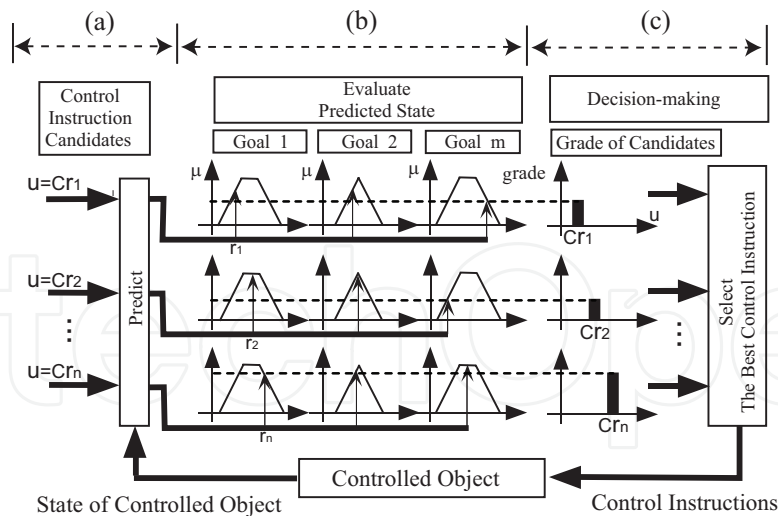 (a)
(b)
(c)
Control
Instruction
Candidates
Evaluate
Predicted State
Decision-making
Goal 1
Goal 2
Goal m
Grade of Candidates
u=Cr1
μ
μ
μ
grade
u
r1
Cr1
u=Cr2
r2
Cr2
u=Crn
rn
Crn
Predict
Select
The Best Control Instruction
Controlled Object
State of Controlled Object
Control Instructions